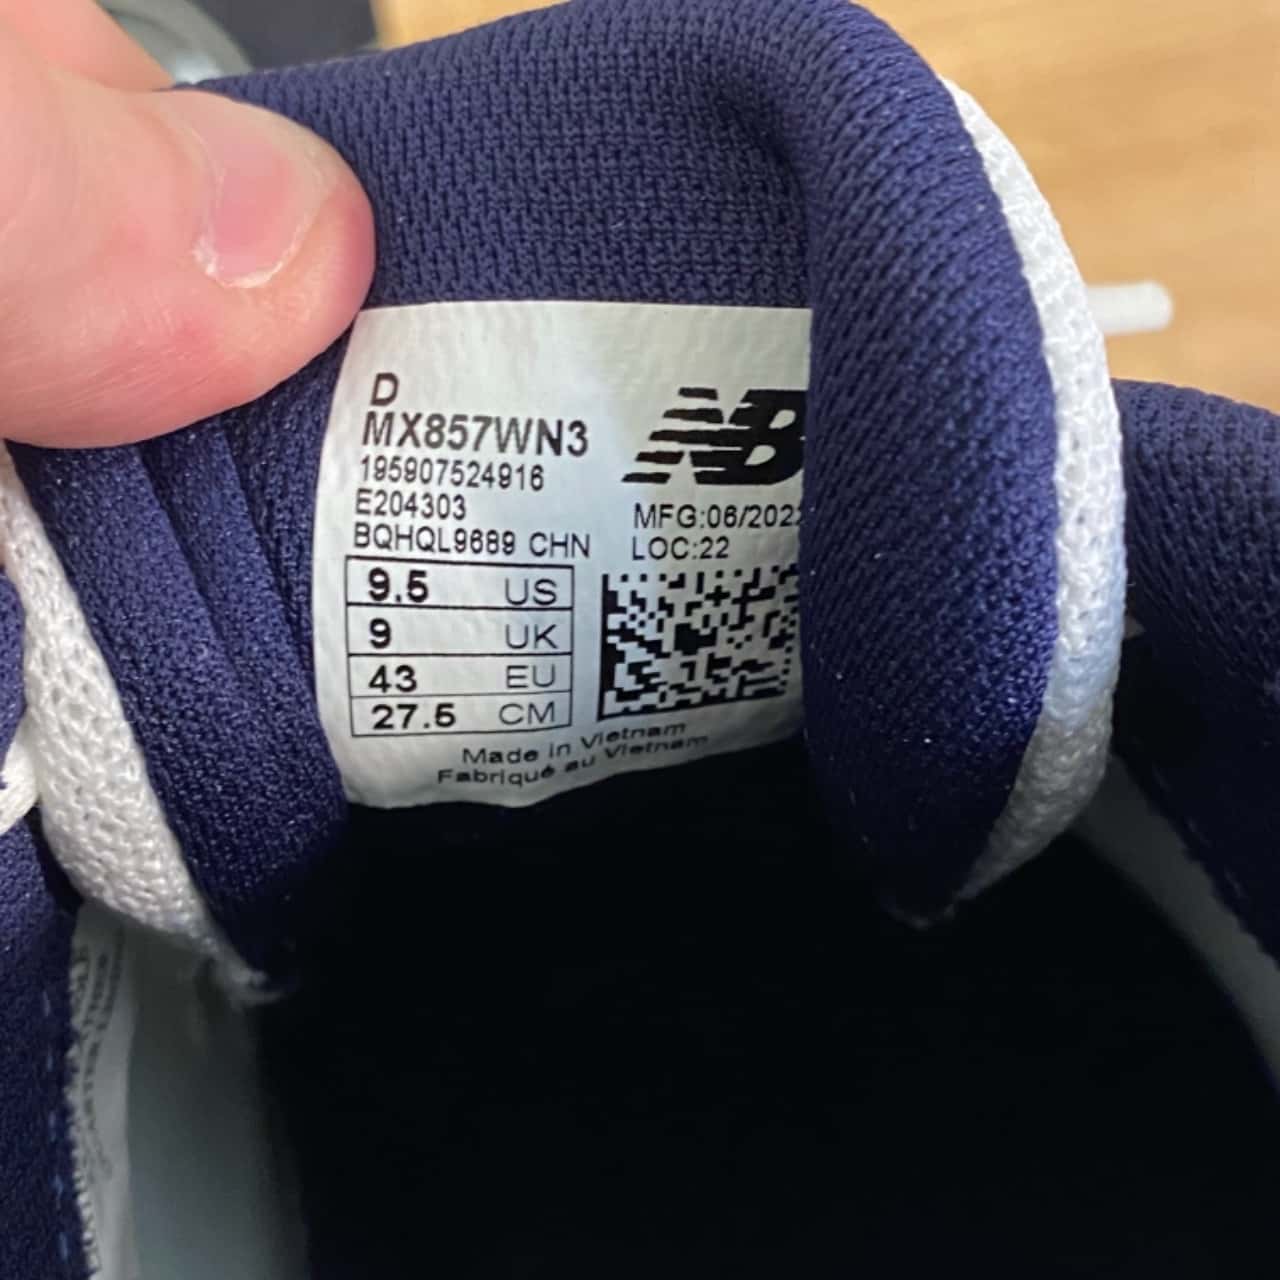 D
MX857WN3
195907524916
E204303
BQHQL9689 CHN
NB
MFG:06/2022
LOC:22
9.5 US
9 UK
43 EU
27.5 CM
Made in Vietnam
Fabriqué au Vietnam